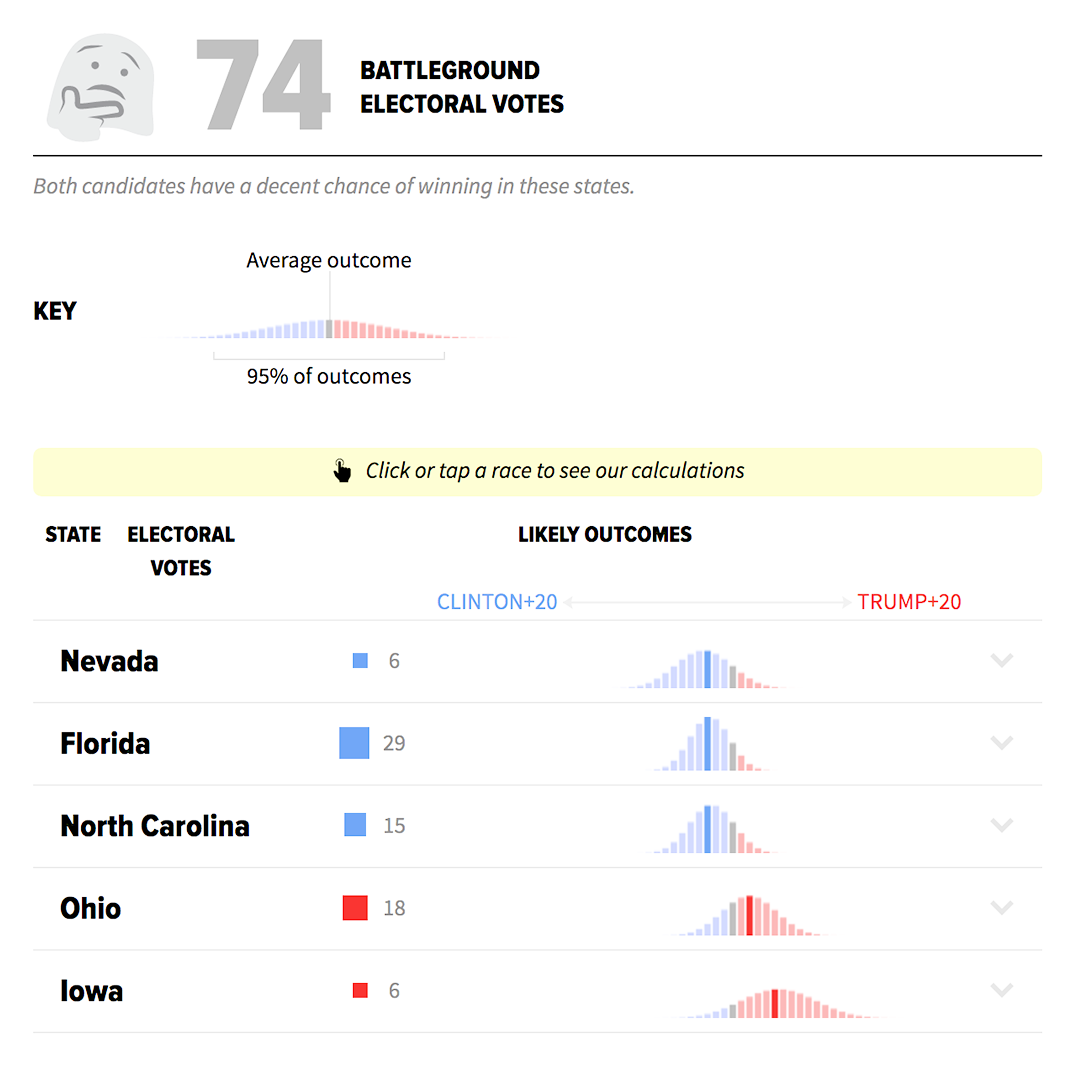 74
BATTLEGROUND
ELECTORAL VOTES
Both candidates have a decent chance of winning in these states.
Average outcome
KEY
95% of outcomes
Click or tap a race to see our calculations
STATE ELECTORAL VOTES LIKELY OUTCOMES
CLINTON+20 TRUMP+20
Nevada 6
Florida 29
North Carolina 15
Ohio 18
Iowa 6